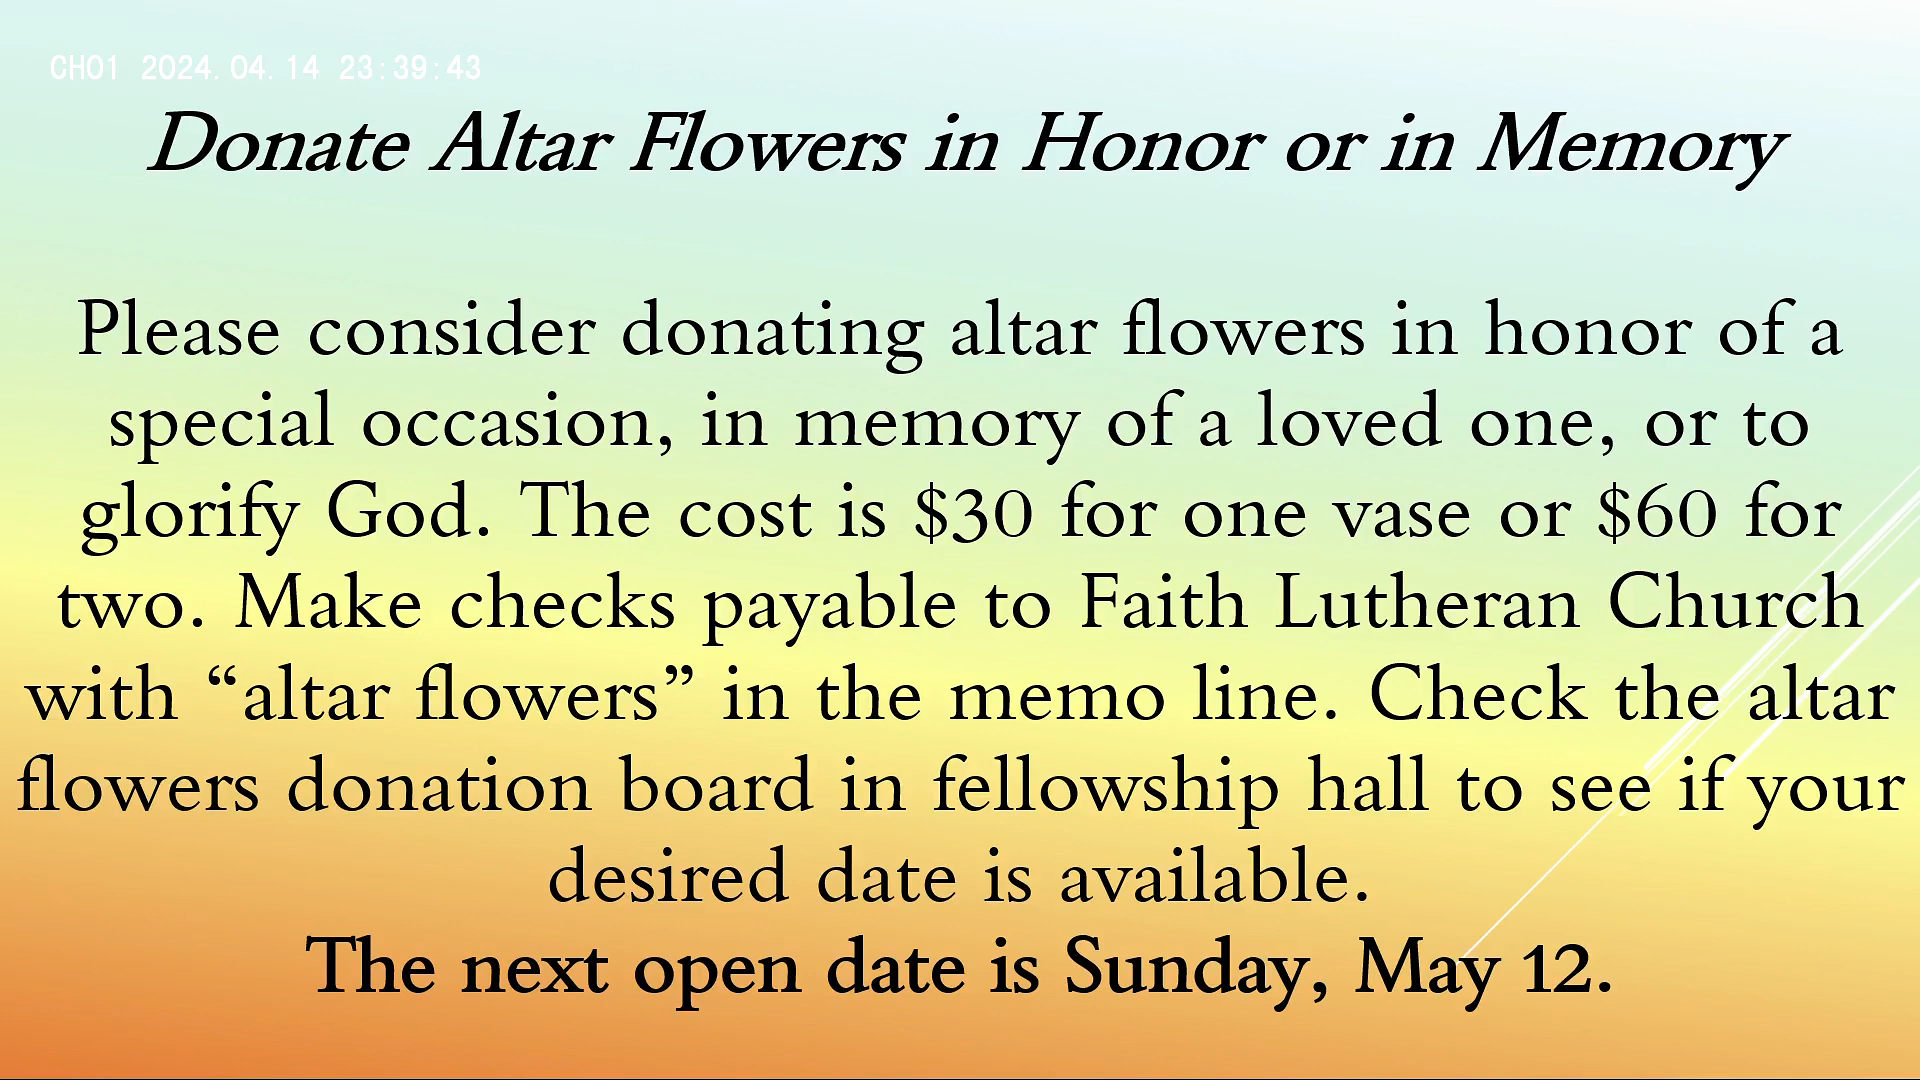 CH01 2024.04.14 23:39:43
Donate Altar Flowers in Honor or in Memory
Please consider donating altar flowers in honor of a
special occasion, in memory of a loved one, or to
glorify God. The cost is $30 for one vase or $60 for
two. Make checks payable to Faith Lutheran Church
with “altar flowers” in the memo line. Check the altar
flowers donation board in fellowship hall to see if your
desired date is available.
The next open date is Sunday, May 12.